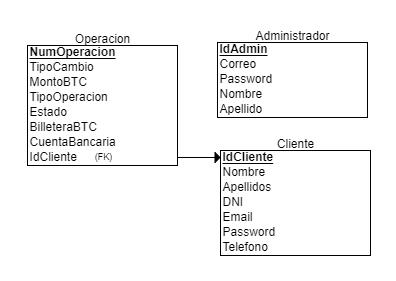 Operacion
NumOperacion
TipoCambio
MontoBTC
TipoOperacion
Estado
BilleteraBTC
CuentaBancaria
IdCliente (FK)
Administrador
IdAdmin
Correo
Password
Nombre
Apellido
Cliente
IdCliente
Nombre
Apellidos
DNI
Email
Password
Telefono